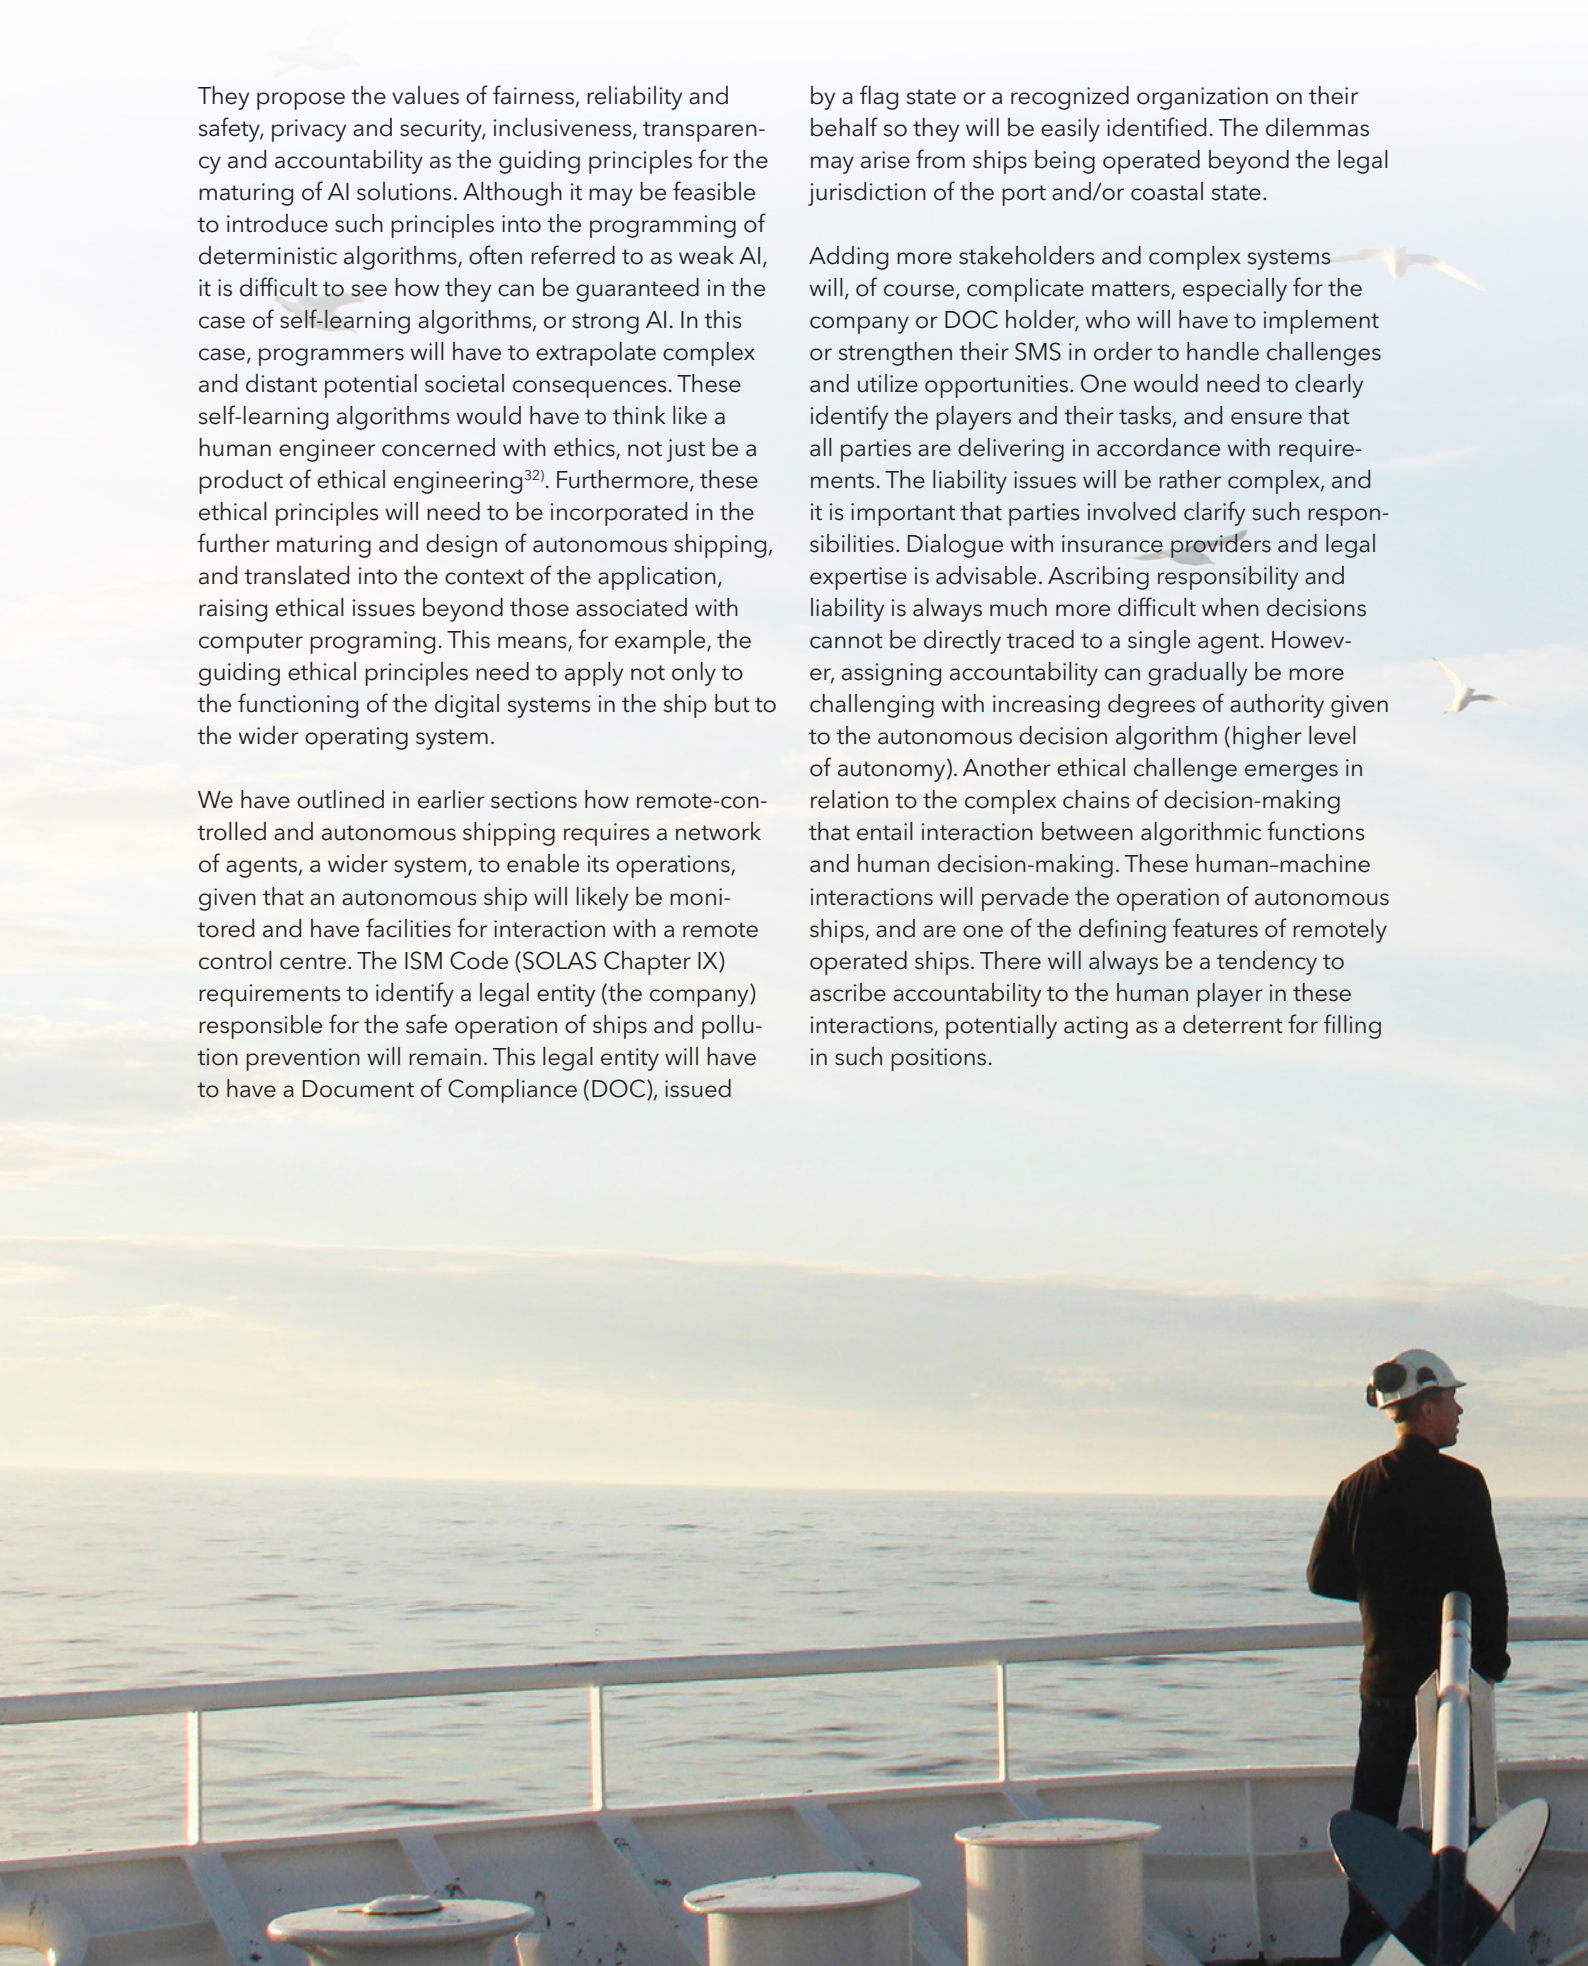 They propose the values of fairness, reliability and
safety, privacy and security, inclusiveness, transparen-
cy and accountability as the guiding principles for the
maturing of AI solutions. Although it may be feasible
to introduce such principles into the programming of
deterministic algorithms, often referred to as weak AI,
it is difficult to see how they can be guaranteed in the
case of self-learning algorithms, or strong AI. In this
case, programmers will have to extrapolate complex
and distant potential societal consequences. These
self-learning algorithms would have to think like a
human engineer concerned with ethics, not just be a
product of ethical engineering32). Furthermore, these
ethical principles will need to be incorporated in the
further maturing and design of autonomous shipping,
and translated into the context of the application,
raising ethical issues beyond those associated with
computer programing. This means, for example, the
guiding ethical principles need to apply not only to
the functioning of the digital systems in the ship but to
the wider operating system.
We have outlined in earlier sections how remote-con-
trolled and autonomous shipping requires a network
of agents, a wider system, to enable its operations,
given that an autonomous ship will likely be moni-
tored and have facilities for interaction with a remote
control centre. The ISM Code (SOLAS Chapter IX)
requirements to identify a legal entity (the company)
responsible for the safe operation of ships and pollu-
tion prevention will remain. This legal entity will have
to have a Document of Compliance (DOC), issued
by a flag state or a recognized organization on their
behalf so they will be easily identified. The dilemmas
may arise from ships being operated beyond the legal
jurisdiction of the port and/or coastal state.
Adding more stakeholders and complex systems
will, of course, complicate matters, especially for the
company or DOC holder, who will have to implement
or strengthen their SMS in order to handle challenges
and utilize opportunities. One would need to clearly
identify the players and their tasks, and ensure that
all parties are delivering in accordance with require-
ments. The liability issues will be rather complex, and
it is important that parties involved clarify such respon-
sibilities. Dialogue with insurance providers and legal
expertise is advisable. Ascribing responsibility and
liability is always much more difficult when decisions
cannot be directly traced to a single agent. Howev-
er, assigning accountability can gradually be more
challenging with increasing degrees of authority given
to the autonomous decision algorithm (higher level
of autonomy). Another ethical challenge emerges in
relation to the complex chains of decision-making
that entail interaction between algorithmic functions
and human decision-making. These human–machine
interactions will pervade the operation of autonomous
ships, and are one of the defining features of remotely
operated ships. There will always be a tendency to
ascribe accountability to the human player in these
interactions, potentially acting as a deterrent for filling
in such positions.